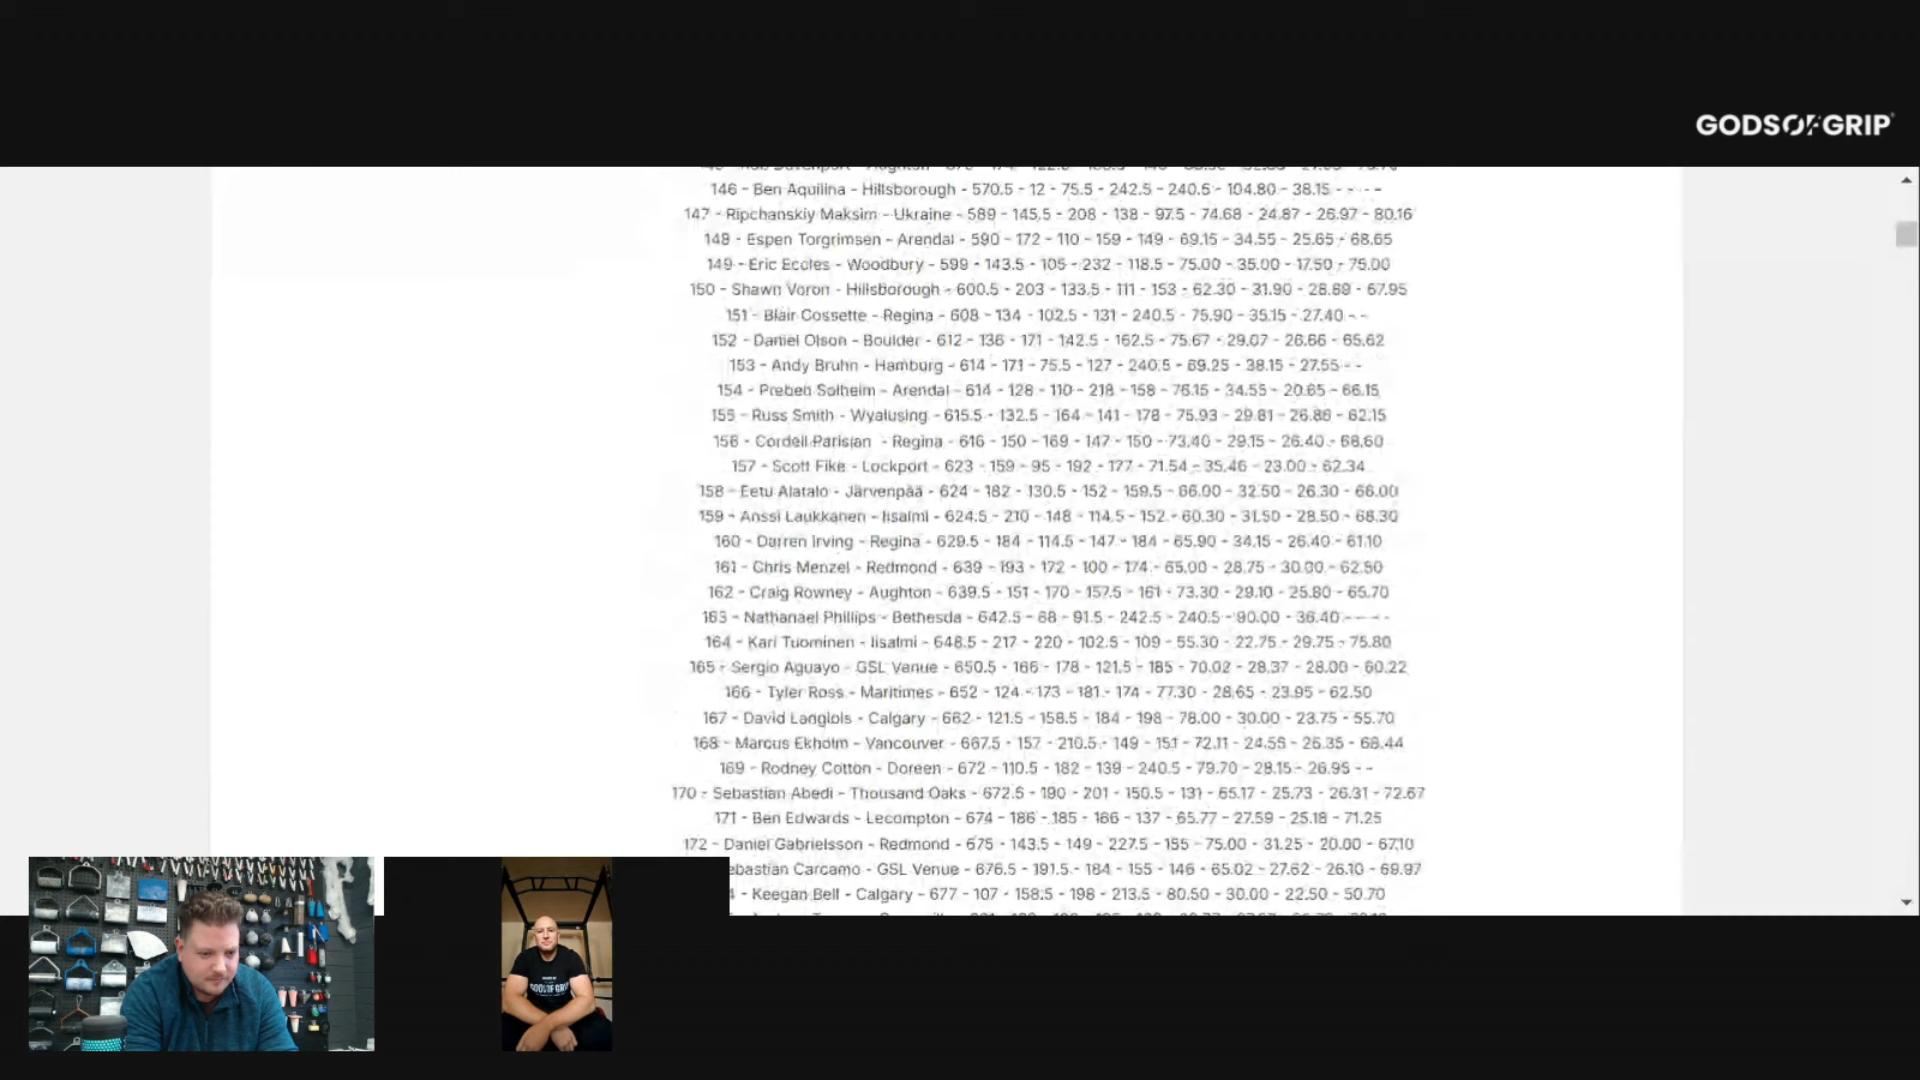 GODSOFGRIP
146 - Ben Aquilina - Hillsborough - 570.5 - 12 - 75.5 - 242.5 - 240.5 - 104.80 - 38.15 - - - -
147 - Ripchanskiy Maksim - Ukraine - 589 - 145.5 - 208 - 138 - 97.5 - 74.68 - 24.87 - 26.97 - 80.16
148 - Espen Torgrimsen - Arendal - 590 - 172 - 110 - 159 - 149 - 69.15 - 34.55 - 25.65 - 68.65
149 - Eric Eccles - Woodbury - 599 - 143.5 - 105 - 232 - 118.5 - 75.00 - 35.00 - 17.50 - 75.00
150 - Shawn Voron - Hillsborough - 600.5 - 203 - 133.5 - 111 - 153 - 62.30 - 31.90 - 28.69 - 67.95
151 - Blair Cossette - Regina - 608 - 134 - 102.5 - 131 - 240.5 - 75.90 - 35.15 - 27.40 - -
152 - Daniel Olson - Boulder - 612 - 136 - 171 - 142.5 - 162.5 - 75.67 - 29.07 - 26.66 - 65.62
153 - Andy Bruhn - Hamburg - 614 - 171 - 75.5 - 127 - 240.5 - 69.25 - 38.15 - 27.55 - -
154 - Preben Solheim - Arendal - 614 - 128 - 110 - 218 - 158 - 76.15 - 34.55 - 20.65 - 66.15
155 - Russ Smith - Wyalusing - 615.5 - 132.5 - 164 - 141 - 178 - 75.93 - 29.81 - 26.86 - 62.15
156 - Cordell Parisian - Regina - 616 - 150 - 169 - 147 - 150 - 73.40 - 29.15 - 26.40 - 68.60
157 - Scott Fike - Lockport - 623 - 159 - 95 - 192 - 177 - 71.54 - 35.46 - 23.00 - 62.34
158 - Eetu Alatalo - Järvenpää - 624 - 182 - 130.5 - 152 - 159.5 - 66.00 - 32.50 - 26.30 - 66.00
159 - Anssi Laukkanen - Iisalmi - 624.5 - 210 - 148 - 114.5 - 152 - 60.30 - 31.50 - 28.50 - 68.30
160 - Darren Irving - Regina - 629.5 - 184 - 114.5 - 147 - 184 - 65.90 - 34.15 - 26.40 - 61.10
161 - Chris Menzel - Redmond - 639 - 193 - 172 - 100 - 174 - 65.00 - 28.75 - 30.00 - 62.50
162 - Craig Rowney - Aughton - 639.5 - 151 - 170 - 157.5 - 161 - 73.30 - 29.10 - 25.80 - 65.70
163 - Nathanael Phillips - Bethesda - 642.5 - 68 - 91.5 - 242.5 - 240.5 - 90.00 - 36.40 - - - -
164 - Kari Tuominen - Iisalmi - 648.5 - 217 - 220 - 102.5 - 109 - 55.30 - 22.75 - 29.75 - 75.80
165 - Sergio Aguayo - GSL Venue - 650.5 - 166 - 178 - 121.5 - 185 - 70.02 - 28.37 - 28.00 - 60.22
166 - Tyler Ross - Maritimes - 652 - 124 - 173 - 181 - 174 - 77.30 - 28.65 - 23.95 - 62.50
167 - David Langlois - Calgary - 662 - 121.5 - 158.5 - 184 - 198 - 78.00 - 30.00 - 23.75 - 55.70
168 - Marcus Ekholm - Vancouver - 667.5 - 157 - 210.5 - 149 - 151 - 72.11 - 24.55 - 26.35 - 68.44
169 - Rodney Cotton - Doreen - 672 - 110.5 - 182 - 139 - 240.5 - 79.70 - 28.15 - 26.95 - -
170 - Sebastian Abedi - Thousand Oaks - 672.5 - 190 - 201 - 150.5 - 131 - 65.17 - 25.73 - 26.31 - 72.67
171 - Ben Edwards - Lecompton - 674 - 186 - 185 - 166 - 137 - 65.77 - 27.59 - 25.18 - 71.25
172 - Daniel Gabrielsson - Redmond - 675 - 143.5 - 149 - 227.5 - 155 - 75.00 - 31.25 - 20.00 - 67.10
ebastian Carcamo - GSL Venue - 676.5 - 191.5 - 184 - 155 - 146 - 65.02 - 27.62 - 26.10 - 69.97
- Keegan Bell - Calgary - 677 - 107 - 158.5 - 198 - 213.5 - 80.50 - 30.00 - 22.50 - 50.70
GODSOFGRIP